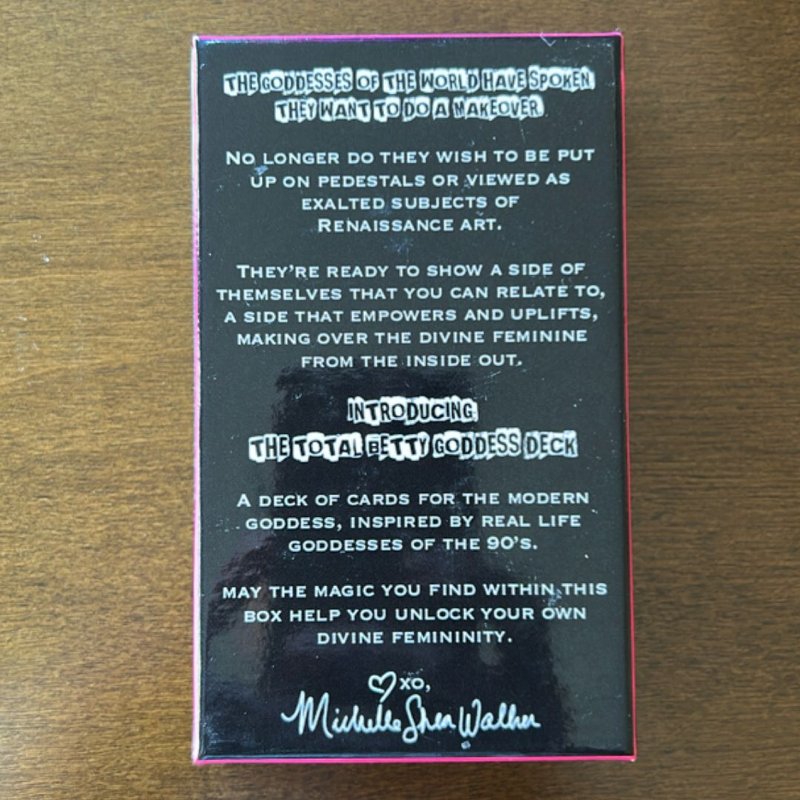 THE GODDESSES OF THE WORLD HAVE SPOKEN.
THEY WANT TO DO A MAKEOVER.
NO LONGER DO THEY WISH TO BE PUT
UP ON PEDESTALS OR VIEWED AS
EXALTED SUBJECTS OF
RENAISSANCE ART.
THEY'RE READY TO SHOW A SIDE OF
THEMSELVES THAT YOU CAN RELATE TO,
A SIDE THAT EMPOWERS AND UPLIFTS,
MAKING OVER THE DIVINE FEMININE
FROM THE INSIDE OUT.
INTRODUCING
THE TOTAL BETTY GODDESS DECK
A DECK OF CARDS FOR THE MODERN
GODDESS, INSPIRED BY REAL LIFE
GODDESSES OF THE 90'S.
MAY THE MAGIC YOU FIND WITHIN THIS
BOX HELP YOU UNLOCK YOUR OWN
DIVINE FEMININITY.
♡XO,
Michelle Shea Walker